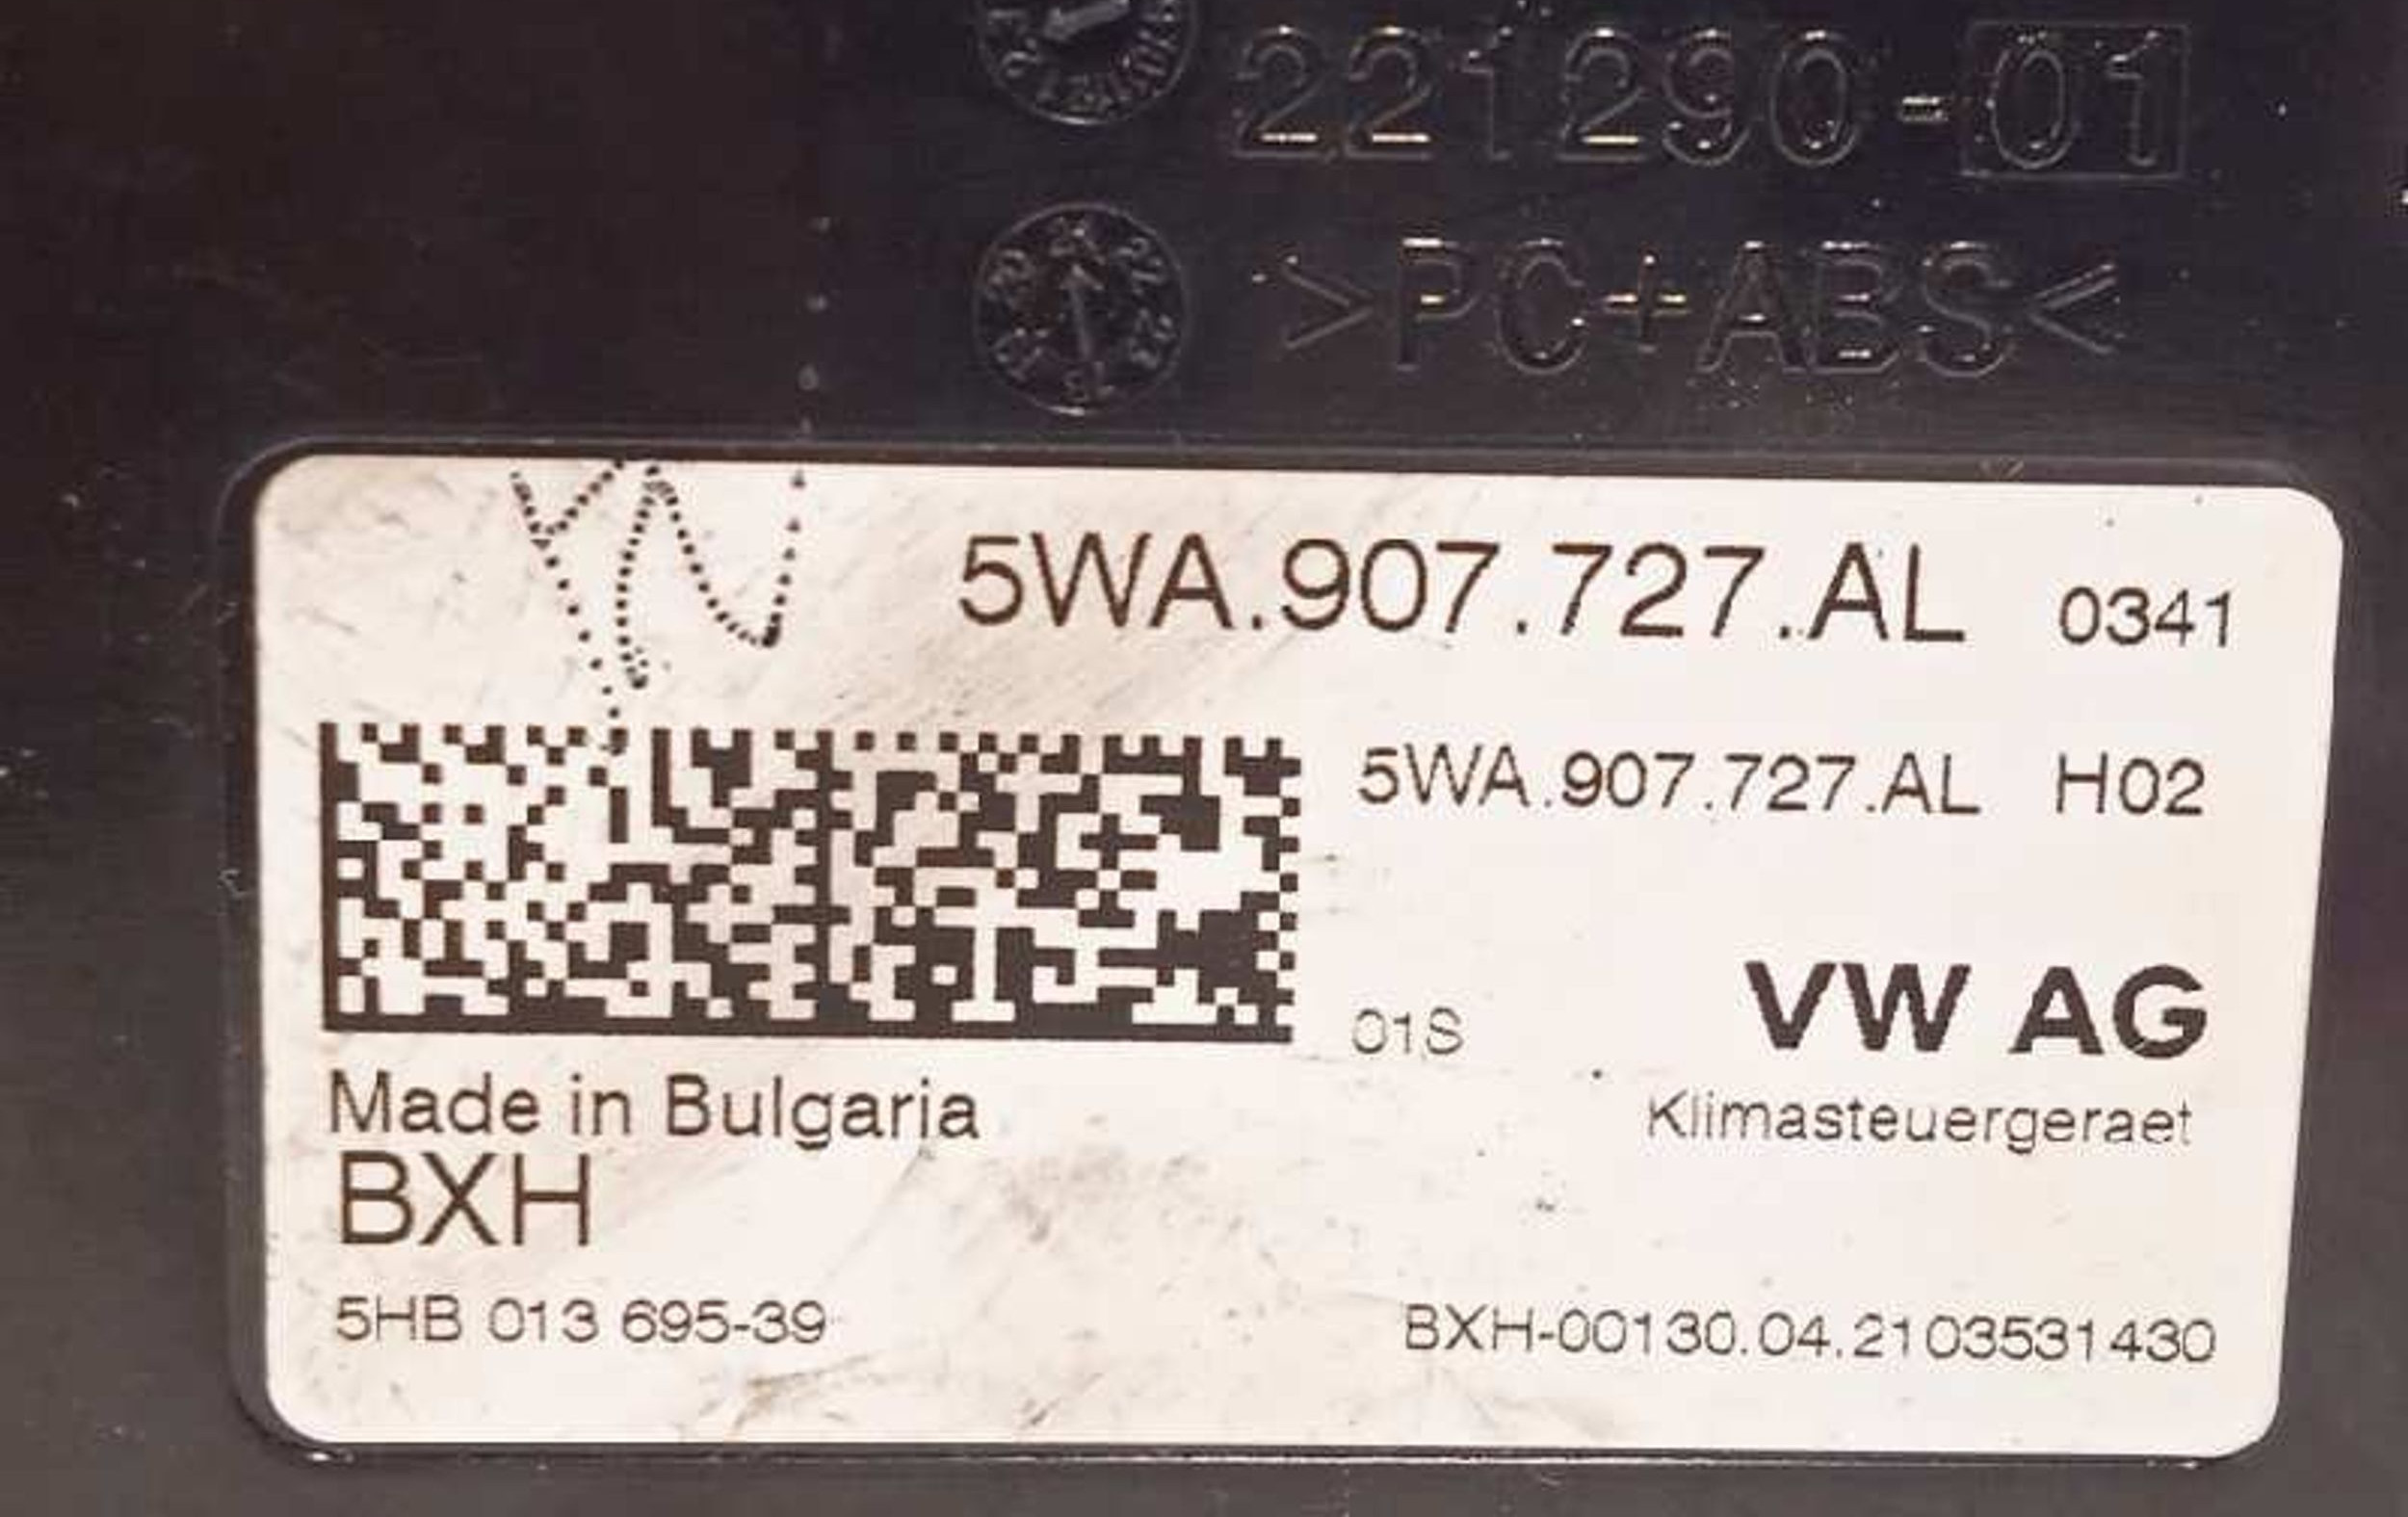 221290-01
>PC+ABS<
5WA.907.727.AL 0341
5WA.907.727.AL H02
01S
VW AG
Made in Bulgaria
Klimasteuergeraet
BXH
5HB 013 695-39
BXH-00130.04.2103531430